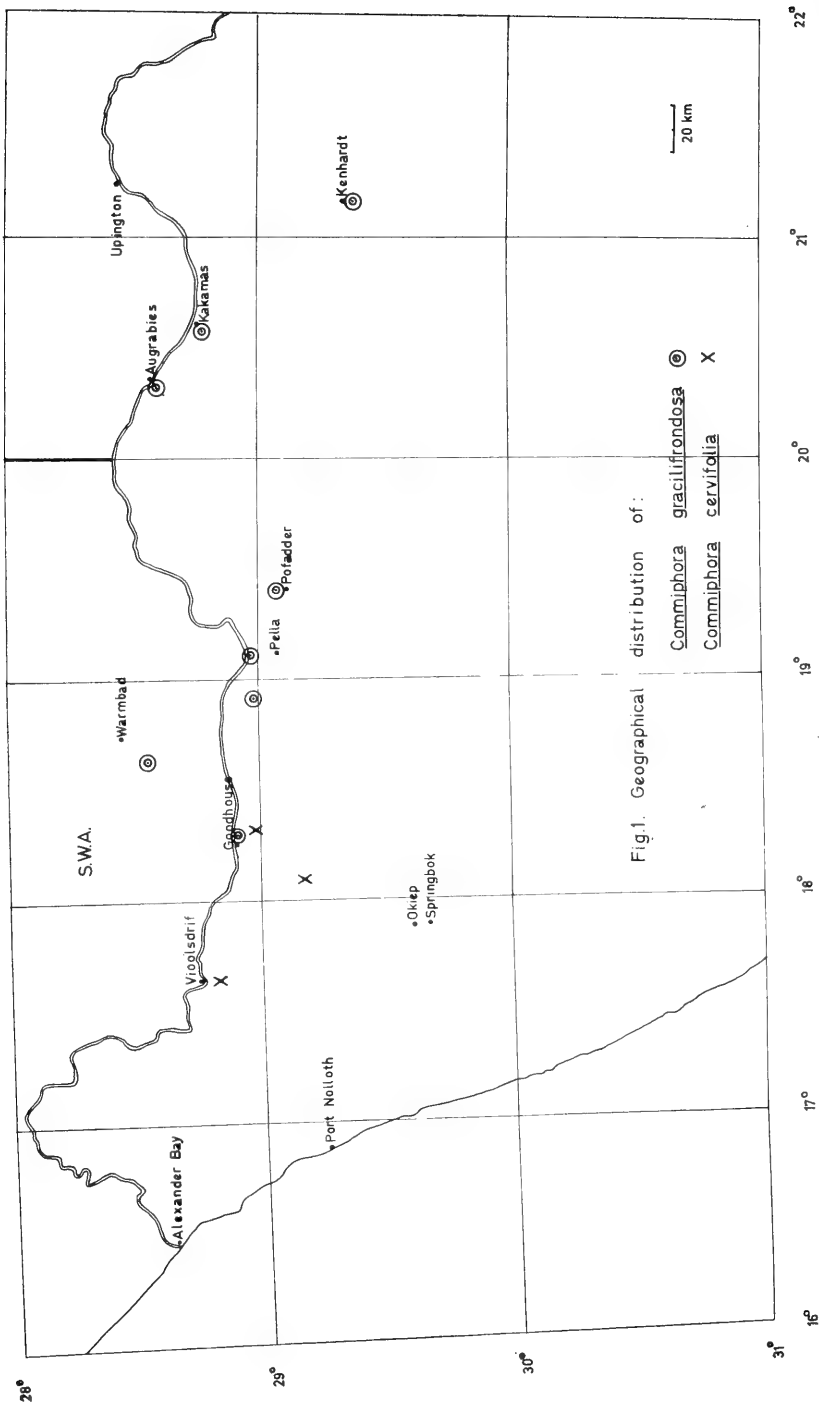 28°
29°
30°
31°
16°
17°
18°
19°
20°
21°
22°
S.W.A.
Alexander Bay
Port Nolloth
Vioolsdrif
Okiep
Springbok
Goodhouse
Warmbad
Pella
Pofadder
Augrabies
Kakamas
Upington
Kenhardt
20 km
Fig.1. Geographical distribution of:
Commiphora gracilifrondosa
Commiphora cervifolia X